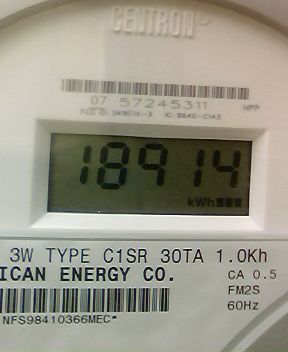 CENTRON®
07 57245311 HPP
18914
kWh
3W TYPE C1SR 30TA 1.0Kh
ICAN ENERGY CO. CA 0.5
FM2S
60Hz
NFS98410366MEC*